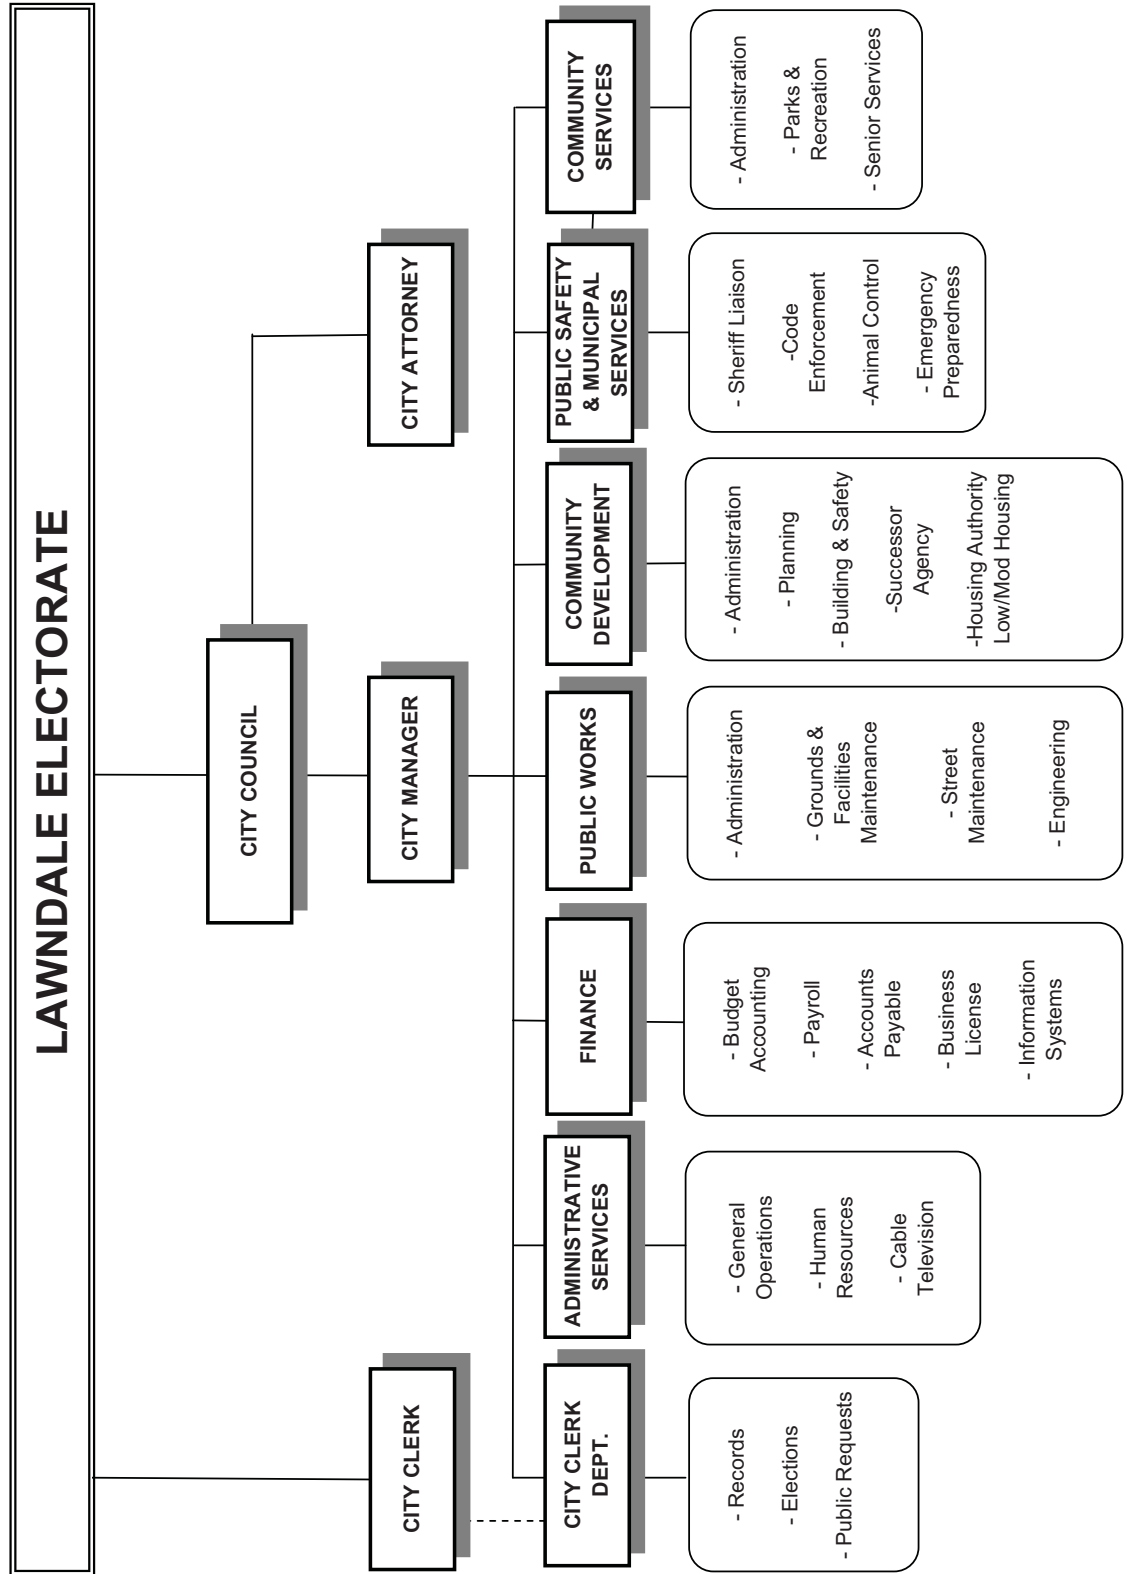 LAWNDALE ELECTORATE
CITY COUNCIL
CITY CLERK
CITY MANAGER
CITY ATTORNEY
CITY CLERK
DEPT.
ADMINISTRATIVE
SERVICES
FINANCE
PUBLIC WORKS
COMMUNITY
DEVELOPMENT
PUBLIC SAFETY
& MUNICIPAL
SERVICES
COMMUNITY
SERVICES
- Records
- Elections
- Public Requests
- General
Operations
- Human
Resources
- Cable
Television
- Budget
Accounting
- Payroll
- Accounts
Payable
- Business
License
- Information
Systems
- Administration
- Grounds &
Facilities
Maintenance
- Street
Maintenance
- Engineering
- Administration
- Planning
- Building & Safety
-Successor
Agency
-Housing Authority
Low/Mod Housing
- Sheriff Liaison
-Code
Enforcement
-Animal Control
- Emergency
Preparedness
- Administration
- Parks &
Recreation
- Senior Services